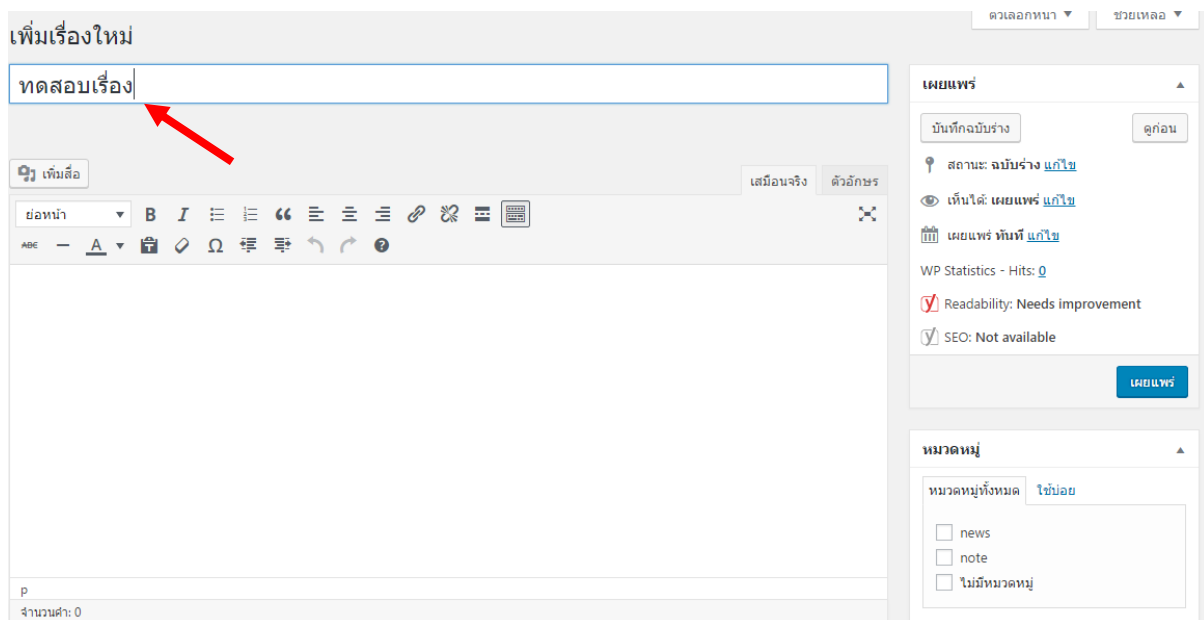 ตัวเลือกหน้า ▼ ช่วยเหลือ ▼
เพิ่มเรื่องใหม่
ทดสอบเรื่อง
เผยแพร่
บันทึกฉบับร่าง ดูก่อน
สถานะ: ฉบับร่าง แก้ไข
เพิ่มสื่อ
เสมือนจริง ตัวอักษร
เห็นได้: เผยแพร่ แก้ไข
ย่อหน้า B I
เผยแพร่ ทันที แก้ไข
ABC A Ω
WP Statistics - Hits: 0
Readability: Needs improvement
SEO: Not available
เผยแพร่
หมวดหมู่
หมวดหมู่ทั้งหมด ใช้บ่อย
news
note
ไม่มีหมวดหมู่
p
จำนวนคำ: 0